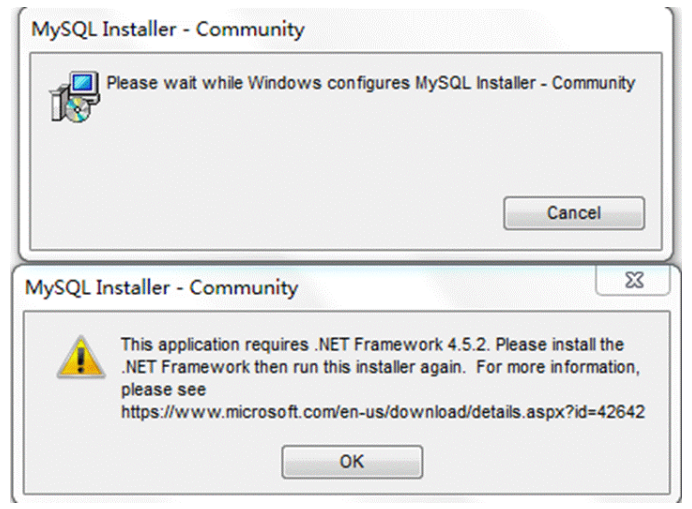 MySQL Installer - Community
Please wait while Windows configures MySQL Installer - Community
Cancel
MySQL Installer - Community
This application requires .NET Framework 4.5.2. Please install the
.NET Framework then run this installer again.  For more information,
please see
https://www.microsoft.com/en-us/download/details.aspx?id=42642
OK